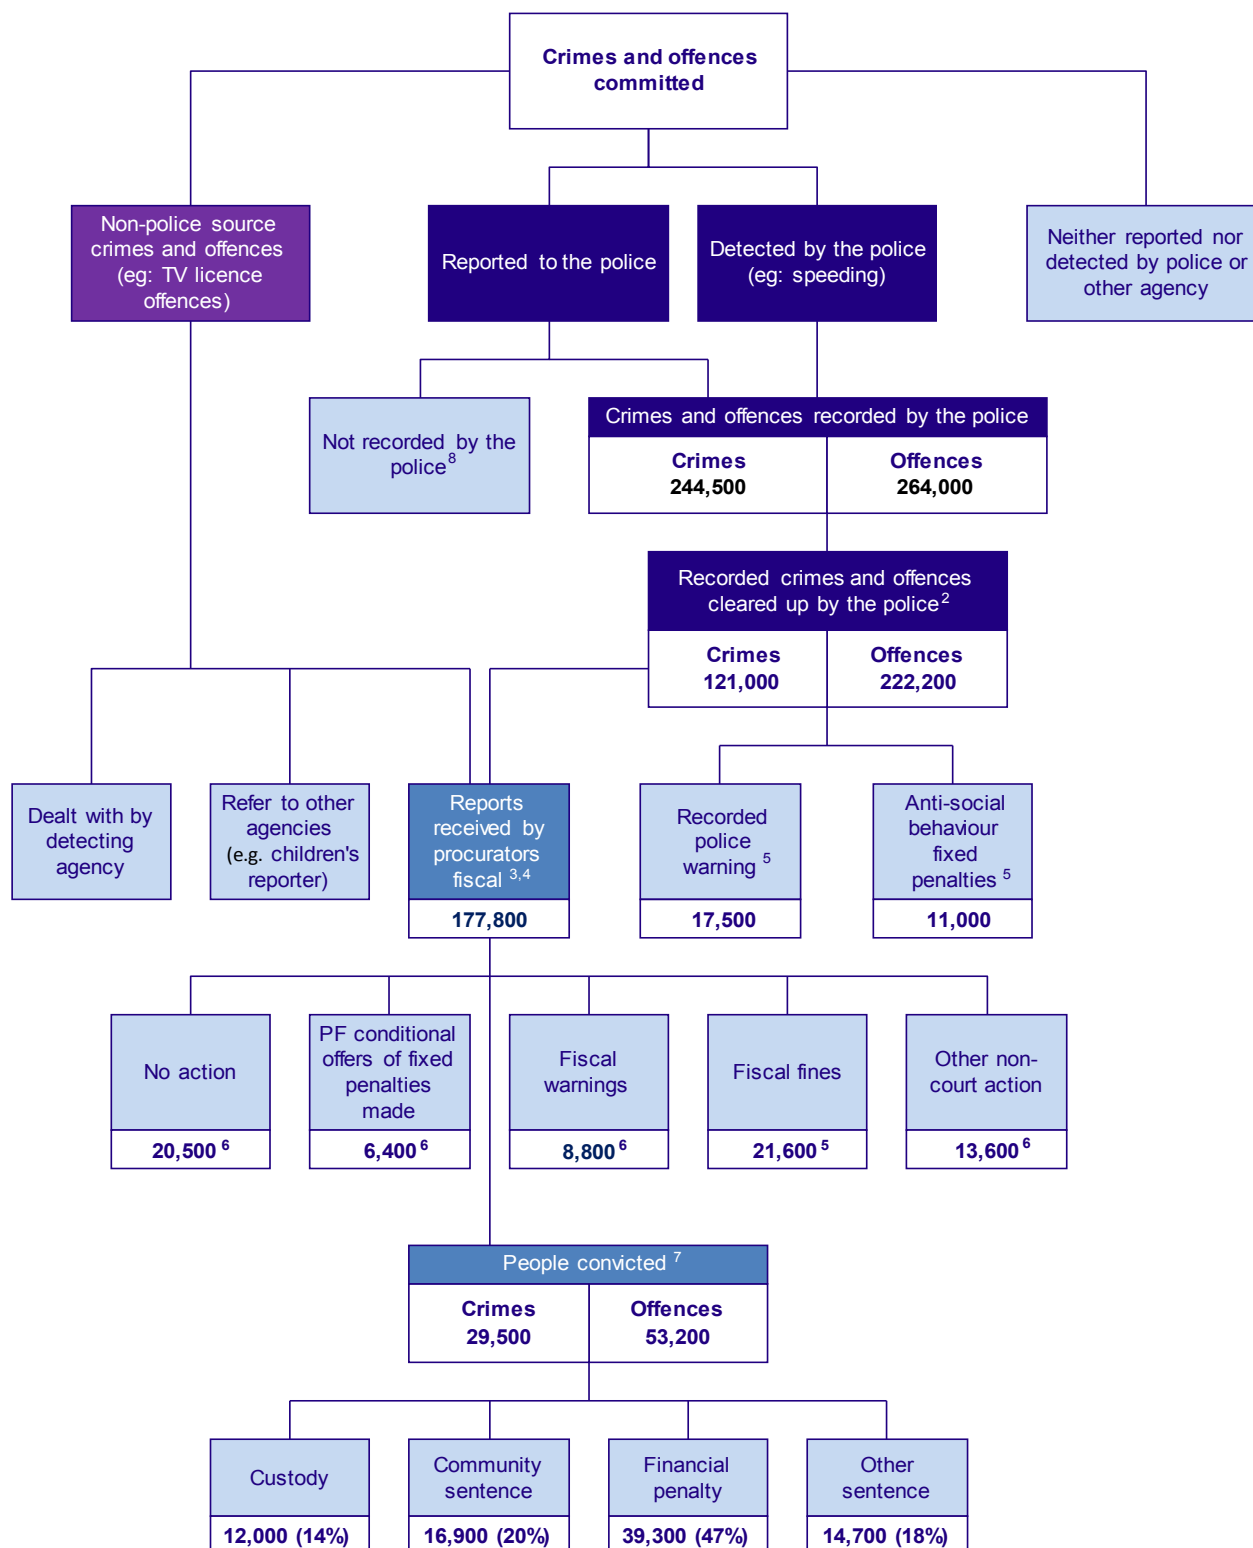 Crimes and offences
committed
Non-police source
crimes and offences
(eg: TV licence
offences)
Reported to the police
Detected by the police
(eg: speeding)
Neither reported nor
detected by police or
other agency
Not recorded by the
police 8
Crimes and offences recorded by the police
Crimes
244,500
Offences
264,000
Recorded crimes and offences
cleared up by the police 2
Crimes
121,000
Offences
222,200
Dealt with by
detecting
agency
Refer to other
agencies
(e.g. children's
reporter)
Reports
received by
procurators
fiscal 3,4
177,800
Recorded
police
warning 5
17,500
Anti-social
behaviour
fixed
penalties 5
11,000
No action
20,500 6
PF conditional
offers of fixed
penalties
made
6,400 6
Fiscal
warnings
8,800 6
Fiscal fines
21,600 5
Other non-
court action
13,600 6
People convicted 7
Crimes
29,500
Offences
53,200
Custody
12,000 (14%)
Community
sentence
16,900 (20%)
Financial
penalty
39,300 (47%)
Other
sentence
14,700 (18%)